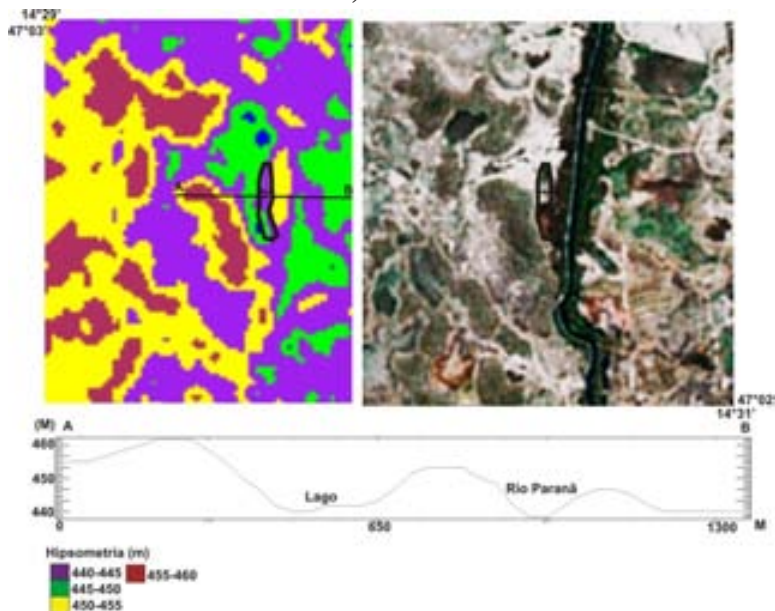 14°29'
47°03'
A
B
47°02'
14°31'
(M) A B
460
450
440
Lago
Rio Paranã
0 650 1300 M
Hipsometria (m)
440-445 455-460
445-450
450-455